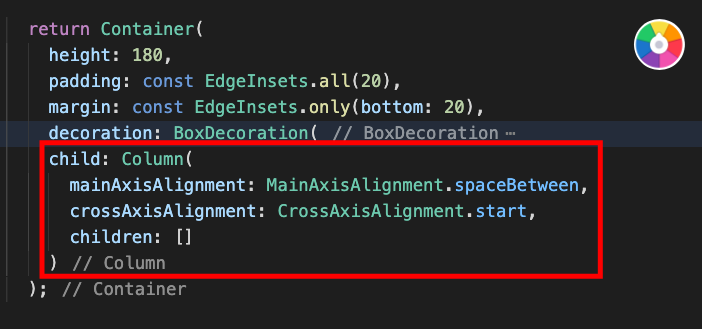 return Container(
height: 180,
padding: const EdgeInsets.all(20),
margin: const EdgeInsets.only(bottom: 20),
decoration: BoxDecoration( // BoxDecoration ⋯
child: Column(
mainAxisAlignment: MainAxisAlignment.spaceBetween,
crossAxisAlignment: CrossAxisAlignment.start,
children: []
) // Column
); // Container